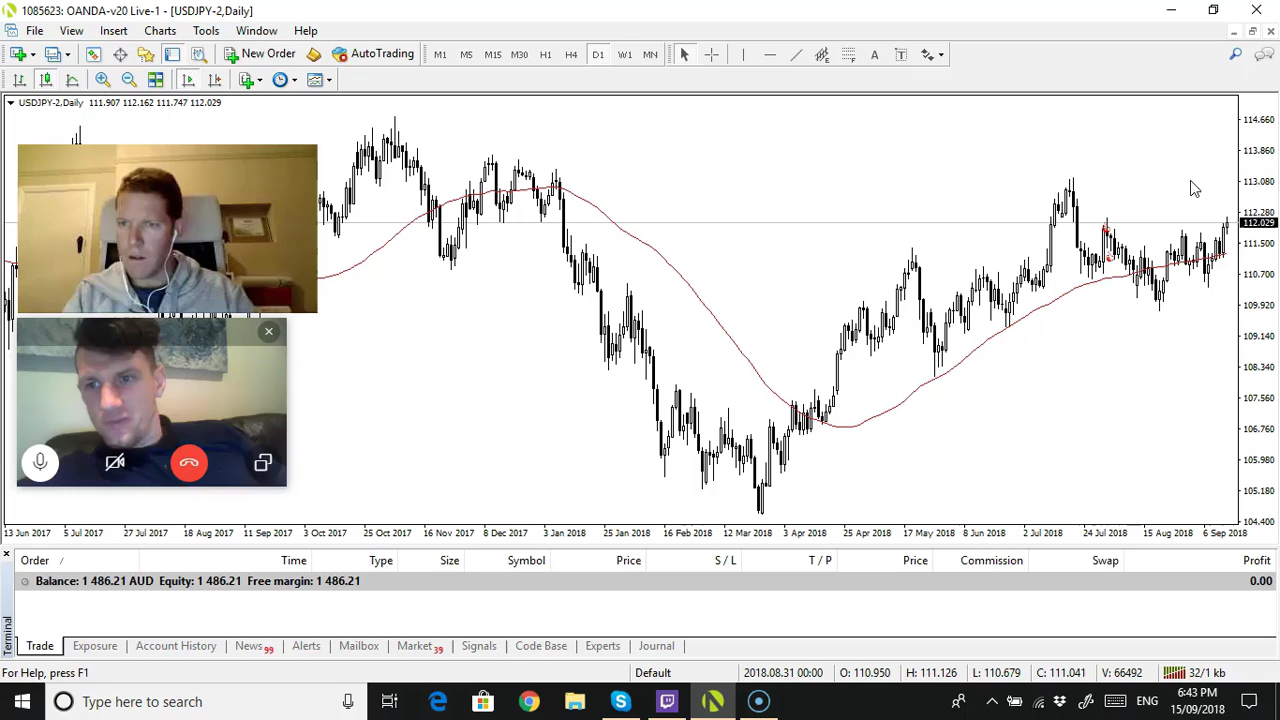 1085623: OANDA-v20 Live-1 - [USDJPY-2,Daily]
File View Insert Charts Tools Window Help
New Order AutoTrading M1 M5 M15 M30 H1 H4 D1 W1 MN A T
USDJPY-2,Daily 111.907 112.162 111.747 112.029
114.660
113.860
113.080
112.280
112.029
111.500
110.700
109.920
109.140
108.340
107.560
106.760
105.980
105.180
104.400
13 Jun 2017 5 Jul 2017 27 Jul 2017 18 Aug 2017 11 Sep 2017 3 Oct 2017 25 Oct 2017 16 Nov 2017 8 Dec 2017 3 Jan 2018 25 Jan 2018 16 Feb 2018 12 Mar 2018 3 Apr 2018 25 Apr 2018 17 May 2018 8 Jun 2018 2 Jul 2018 24 Jul 2018 15 Aug 2018 6 Sep 2018
Order / Time Type Size Symbol Price S / L T / P Price Commission Swap Profit
Balance: 1 486.21 AUD Equity: 1 486.21 Free margin: 1 486.21 0.00
Terminal
Trade Exposure Account History News 99 Alerts Mailbox Market 39 Signals Code Base Experts Journal
For Help, press F1 Default 2018.08.31 00:00 O: 110.950 H: 111.126 L: 110.679 C: 111.041 V: 66492 32/1 kb
Type here to search ENG 6:43 PM
15/09/2018